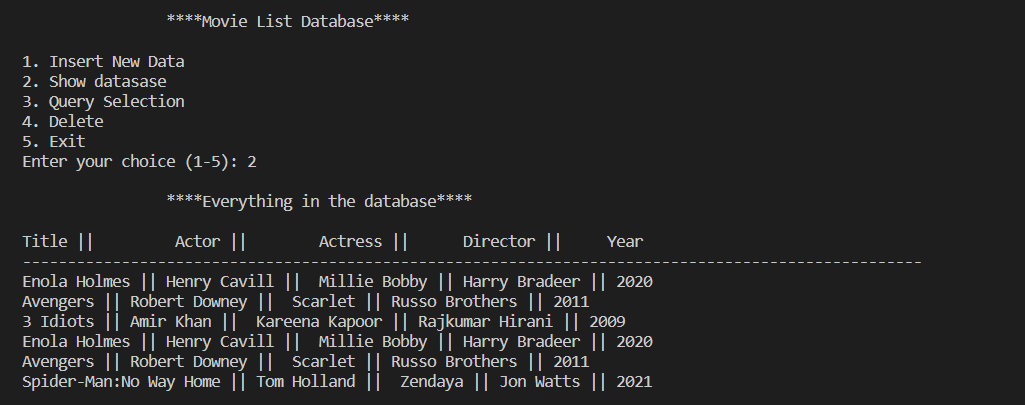 ****Movie List Database****
1. Insert New Data
2. Show datasase
3. Query Selection
4. Delete
5. Exit
Enter your choice (1-5): 2
****Everything in the database****
Title || Actor || Actress || Director || Year
----------------------------------------------------------------------------------------------------
Enola Holmes || Henry Cavill || Millie Bobby || Harry Bradeer || 2020
Avengers || Robert Downey || Scarlet || Russo Brothers || 2011
3 Idiots || Amir Khan || Kareena Kapoor || Rajkumar Hirani || 2009
Enola Holmes || Henry Cavill || Millie Bobby || Harry Bradeer || 2020
Avengers || Robert Downey || Scarlet || Russo Brothers || 2011
Spider-Man:No Way Home || Tom Holland || Zendaya || Jon Watts || 2021